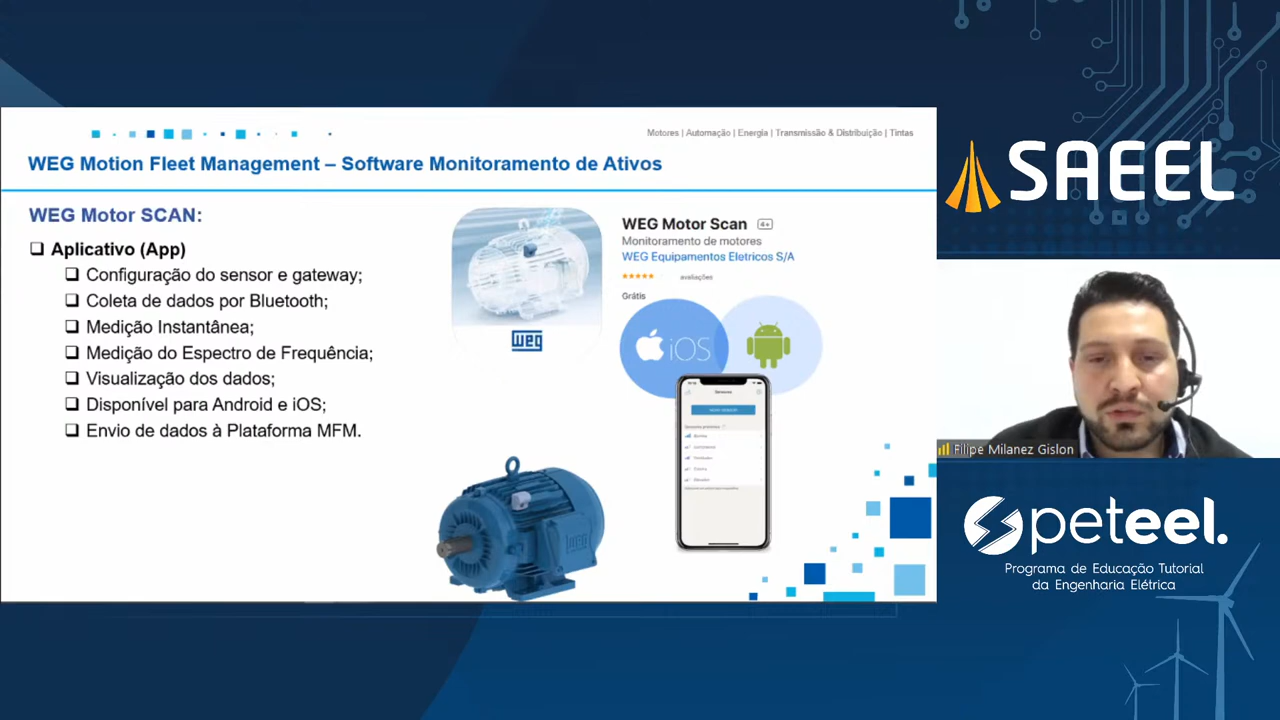 Motores | Automação | Energia | Transmissão & Distribuição | Tintas
WEG Motion Fleet Management – Software Monitoramento de Ativos
WEG Motor SCAN:
Aplicativo (App)
Configuração do sensor e gateway;
Coleta de dados por Bluetooth;
Medição Instantânea;
Medição do Espectro de Frequência;
Visualização dos dados;
Disponível para Android e iOS;
Envio de dados à Plataforma MFM.
weg
WEG Motor Scan 4+
Monitoramento de motores
WEG Equipamentos Eletricos S/A
avaliações
Grátis
iOS
SAEEL
Filipe Milanez Gislon
peteel.
Programa de Educação Tutorial
da Engenharia Elétrica